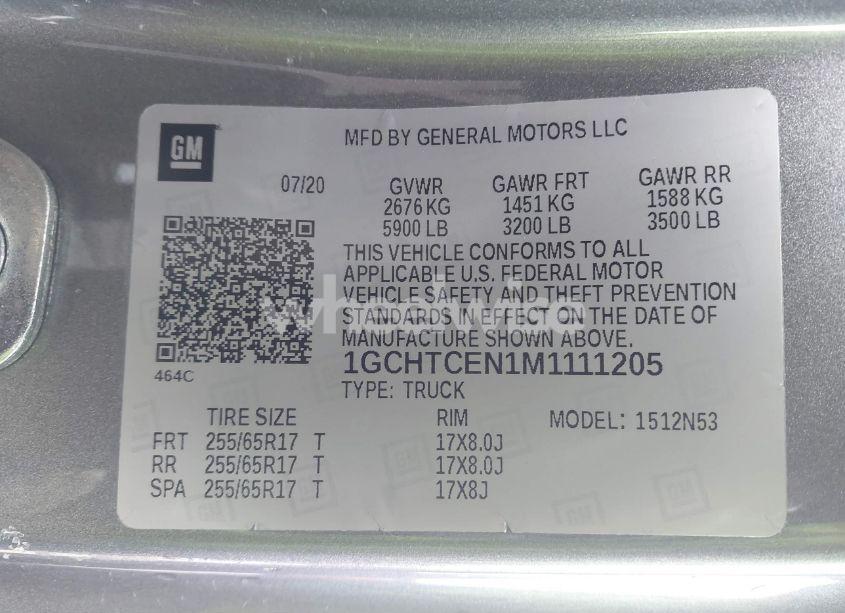 GM
MFD BY GENERAL MOTORS LLC
07/20 GVWR GAWR FRT GAWR RR
2676 KG 1451 KG 1588 KG
5900 LB 3200 LB 3500 LB
THIS VEHICLE CONFORMS TO ALL
APPLICABLE U.S. FEDERAL MOTOR
VEHICLE SAFETY AND THEFT PREVENTION
STANDARDS IN EFFECT ON THE DATE OF
MANUFACTURE SHOWN ABOVE.
1GCHTCEN1M1111205
464C
TYPE: TRUCK
TIRE SIZE RIM MODEL: 1512N53
FRT 255/65R17 T 17X8.0J
RR 255/65R17 T 17X8.0J
SPA 255/65R17 T 17X8J
wheelwise